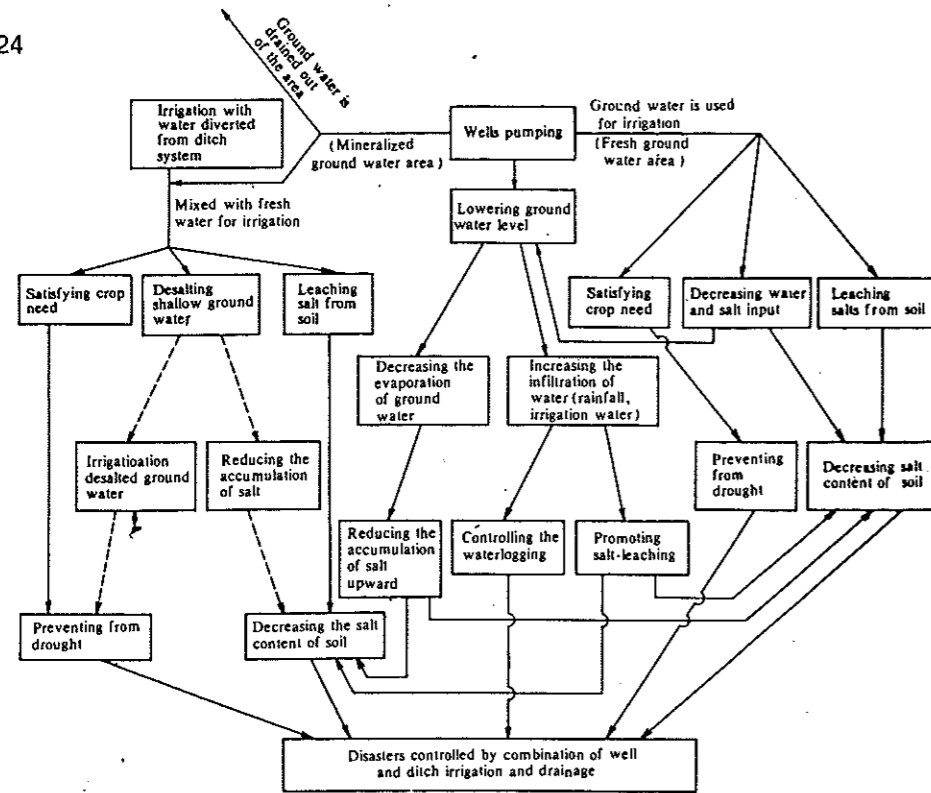 24
Ground water is
drained out
of the area
Irrigation with
water diverted
from ditch
system
(Mineralized
ground water area)
Wells pumping
Ground water is used
for irrigation
(Fresh ground
water area)
Mixed with fresh
water for irrigation
Lowering ground
water level
Satisfying crop
need
Desalting
shallow ground
water
Leaching
salt from
soil
Satisfying
crop need
Decreasing water
and salt input
Leaching
salts from soil
Decreasing the
evaporation
of ground
water
Increasing the
infiltration of
water (rainfall,
irrigation water)
Irrigatioation
desalted ground
water
Reducing the
accumulation
of salt
Preventing
from
drought
Decreasing salt
content of soil
Reducing the
accumulation
of salt
upward
Controlling the
waterlogging
Promoting
salt-leaching
Preventing from
drought
Decreasing the salt
content of soil
Disasters controlled by combination of well
and ditch irrigation and drainage